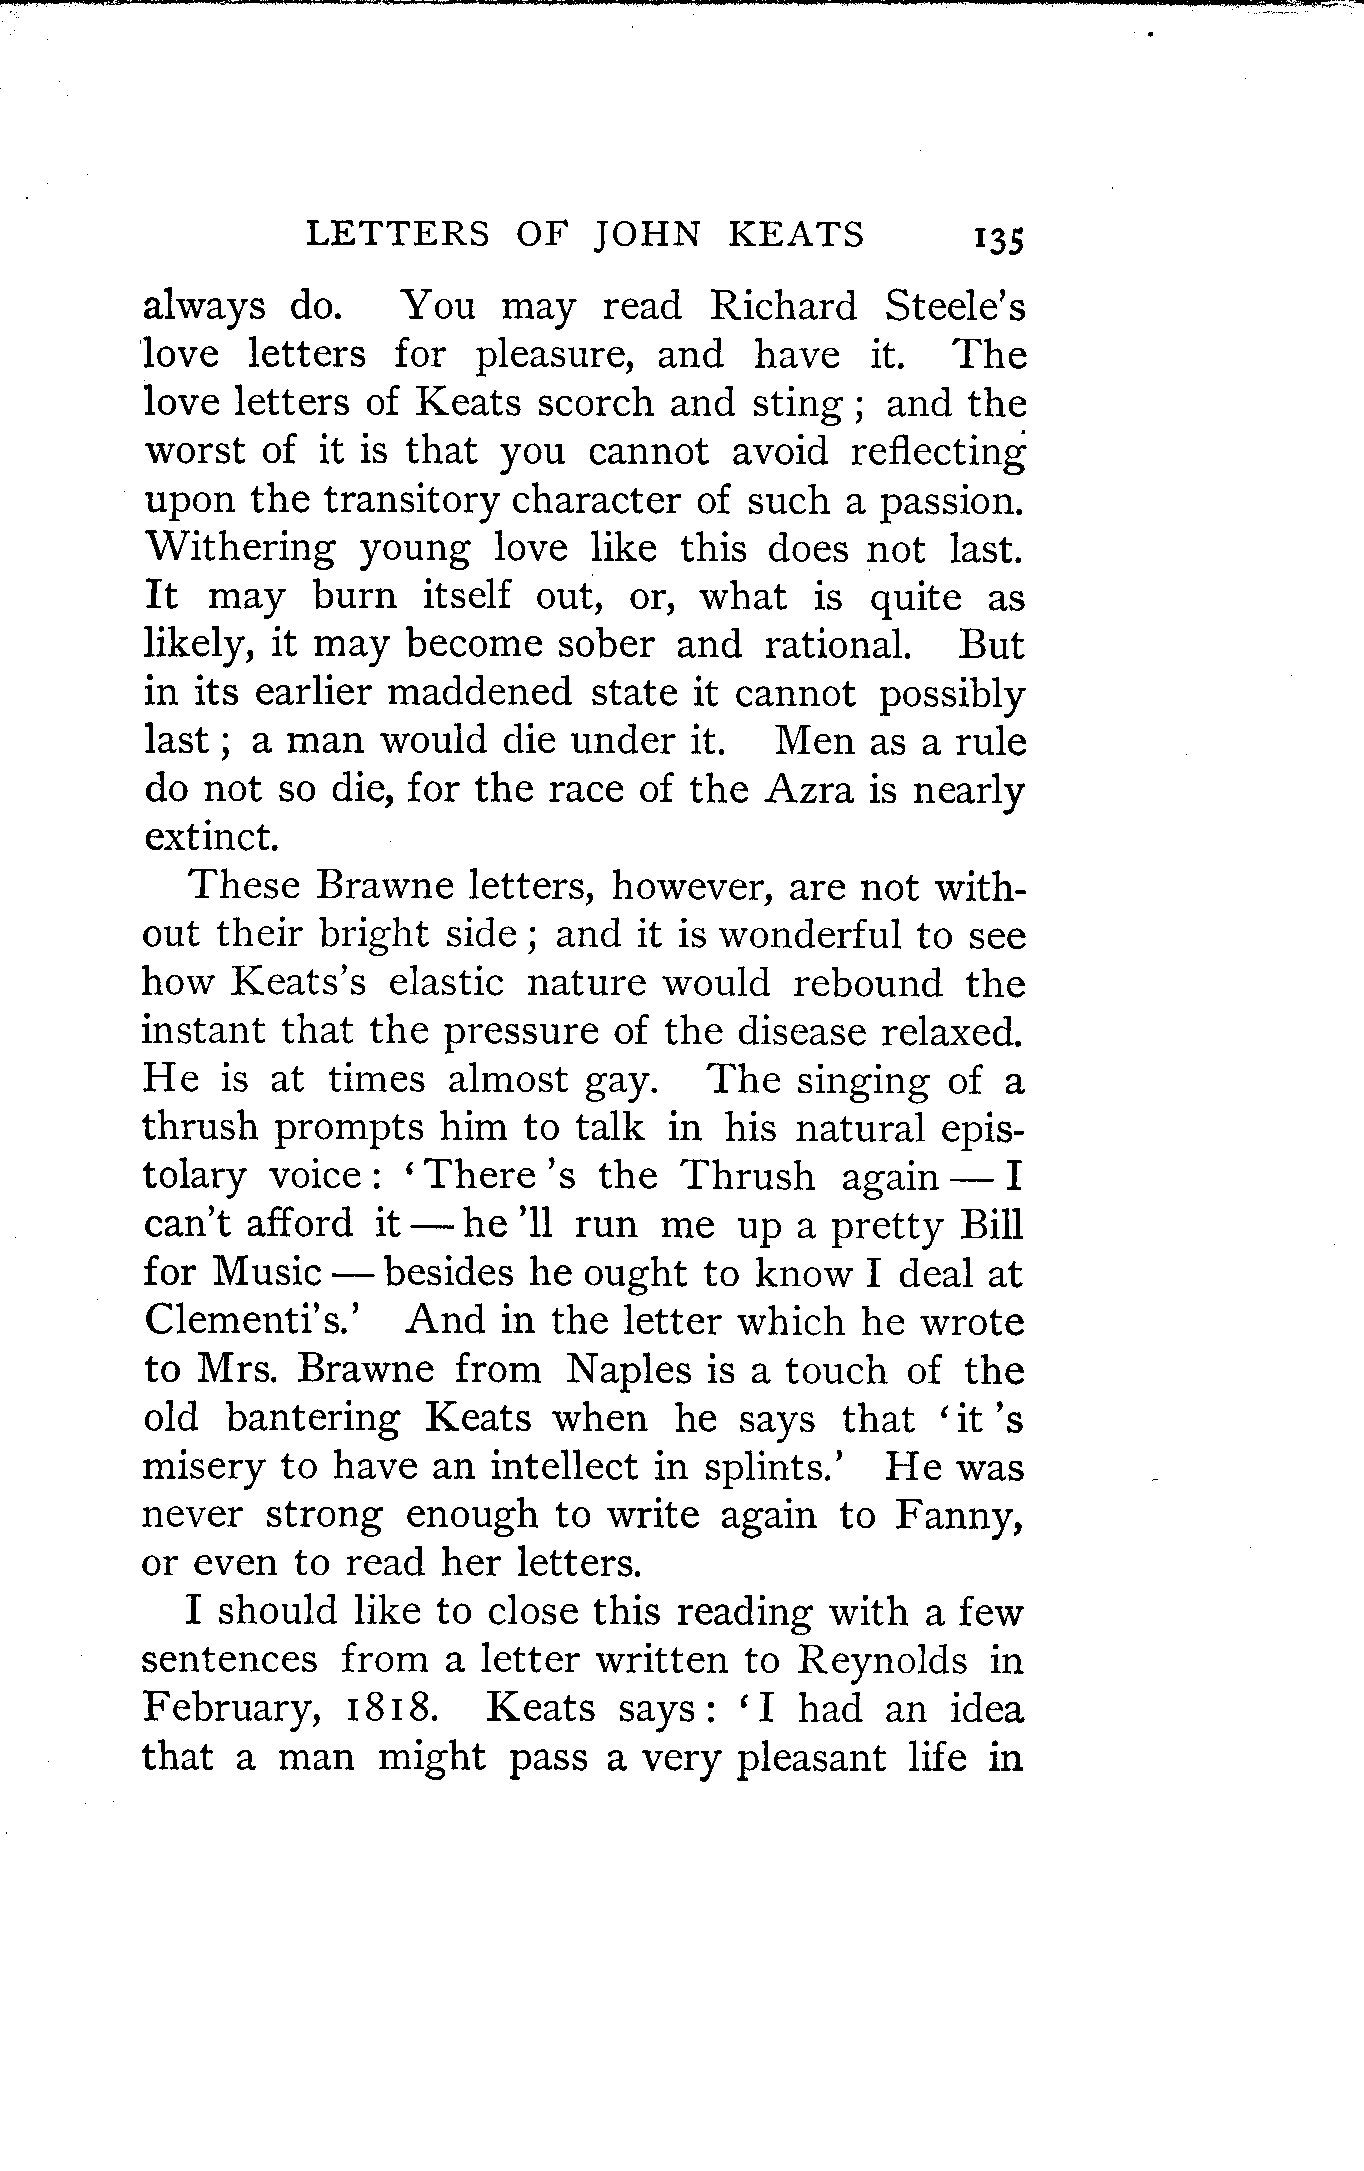 LETTERS OF JOHN KEATS 135
always do. You may read Richard Steele's
love letters for pleasure, and have it. The
love letters of Keats scorch and sting ; and the
worst of it is that you cannot avoid reflecting
upon the transitory character of such a passion.
Withering young love like this does not last.
It may burn itself out, or, what is quite as
likely, it may become sober and rational. But
in its earlier maddened state it cannot possibly
last ; a man would die under it. Men as a rule
do not so die, for the race of the Azra is nearly
extinct.
These Brawne letters, however, are not with-
out their bright side ; and it is wonderful to see
how Keats's elastic nature would rebound the
instant that the pressure of the disease relaxed.
He is at times almost gay. The singing of a
thrush prompts him to talk in his natural epis-
tolary voice : ‘ There 's the Thrush again — I
can't afford it — he 'll run me up a pretty Bill
for Music — besides he ought to know I deal at
Clementi's.’ And in the letter which he wrote
to Mrs. Brawne from Naples is a touch of the
old bantering Keats when he says that ‘ it 's
misery to have an intellect in splints.’ He was
never strong enough to write again to Fanny,
or even to read her letters.
I should like to close this reading with a few
sentences from a letter written to Reynolds in
February, 1818. Keats says : ‘ I had an idea
that a man might pass a very pleasant life in